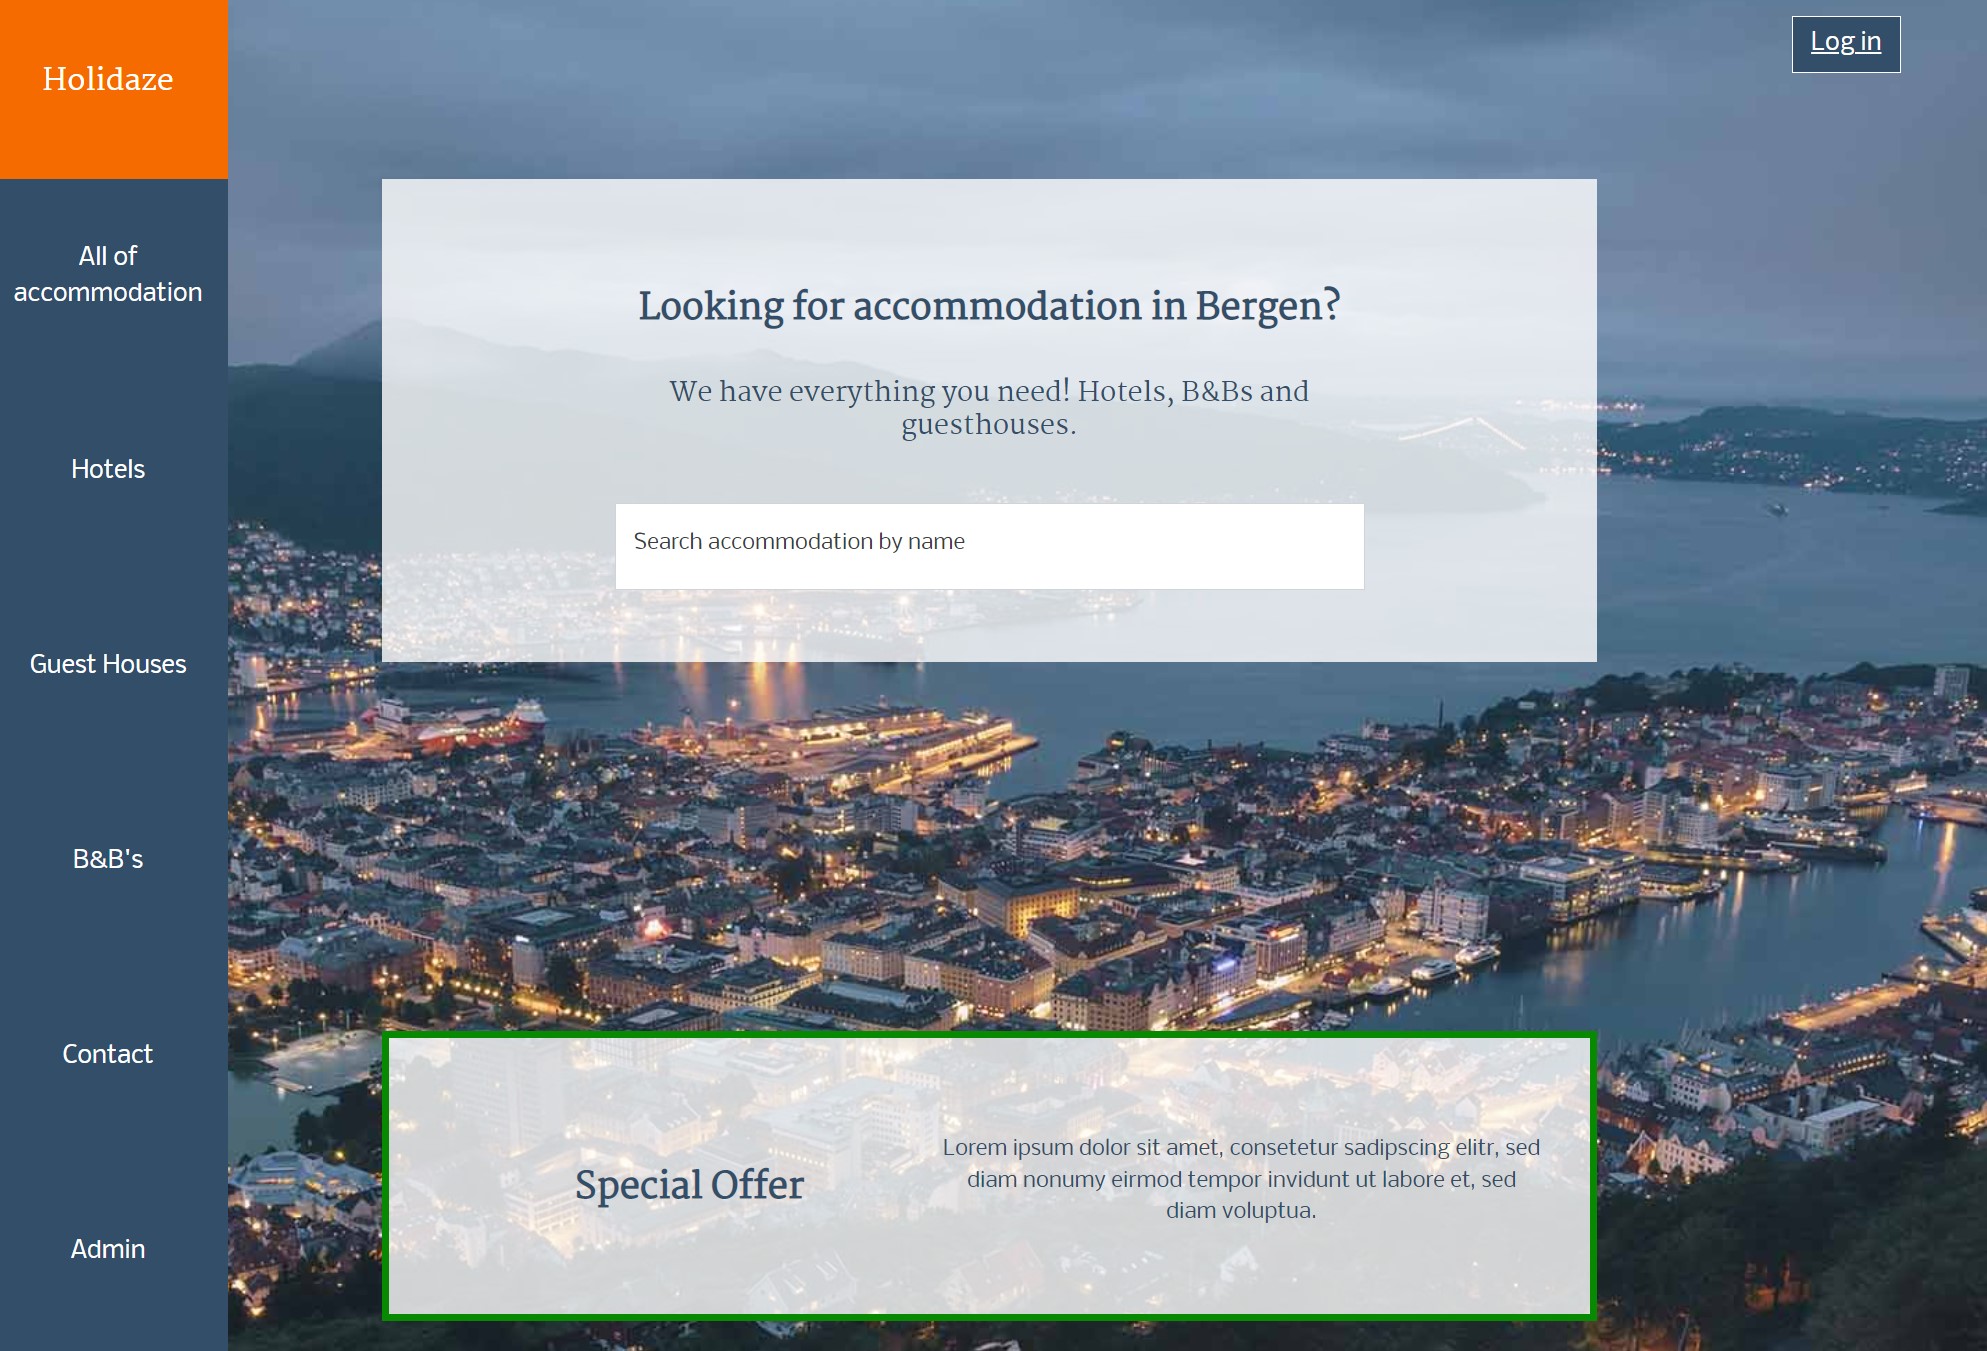 Holidaze
Log in
All of
accommodation
Hotels
Guest Houses
B&B's
Contact
Admin
Looking for accommodation in Bergen?
We have everything you need! Hotels, B&Bs and
guesthouses.
Search accommodation by name
Special Offer
Lorem ipsum dolor sit amet, consetetur sadipscing elitr, sed
diam nonumy eirmod tempor invidunt ut labore et, sed
diam voluptua.